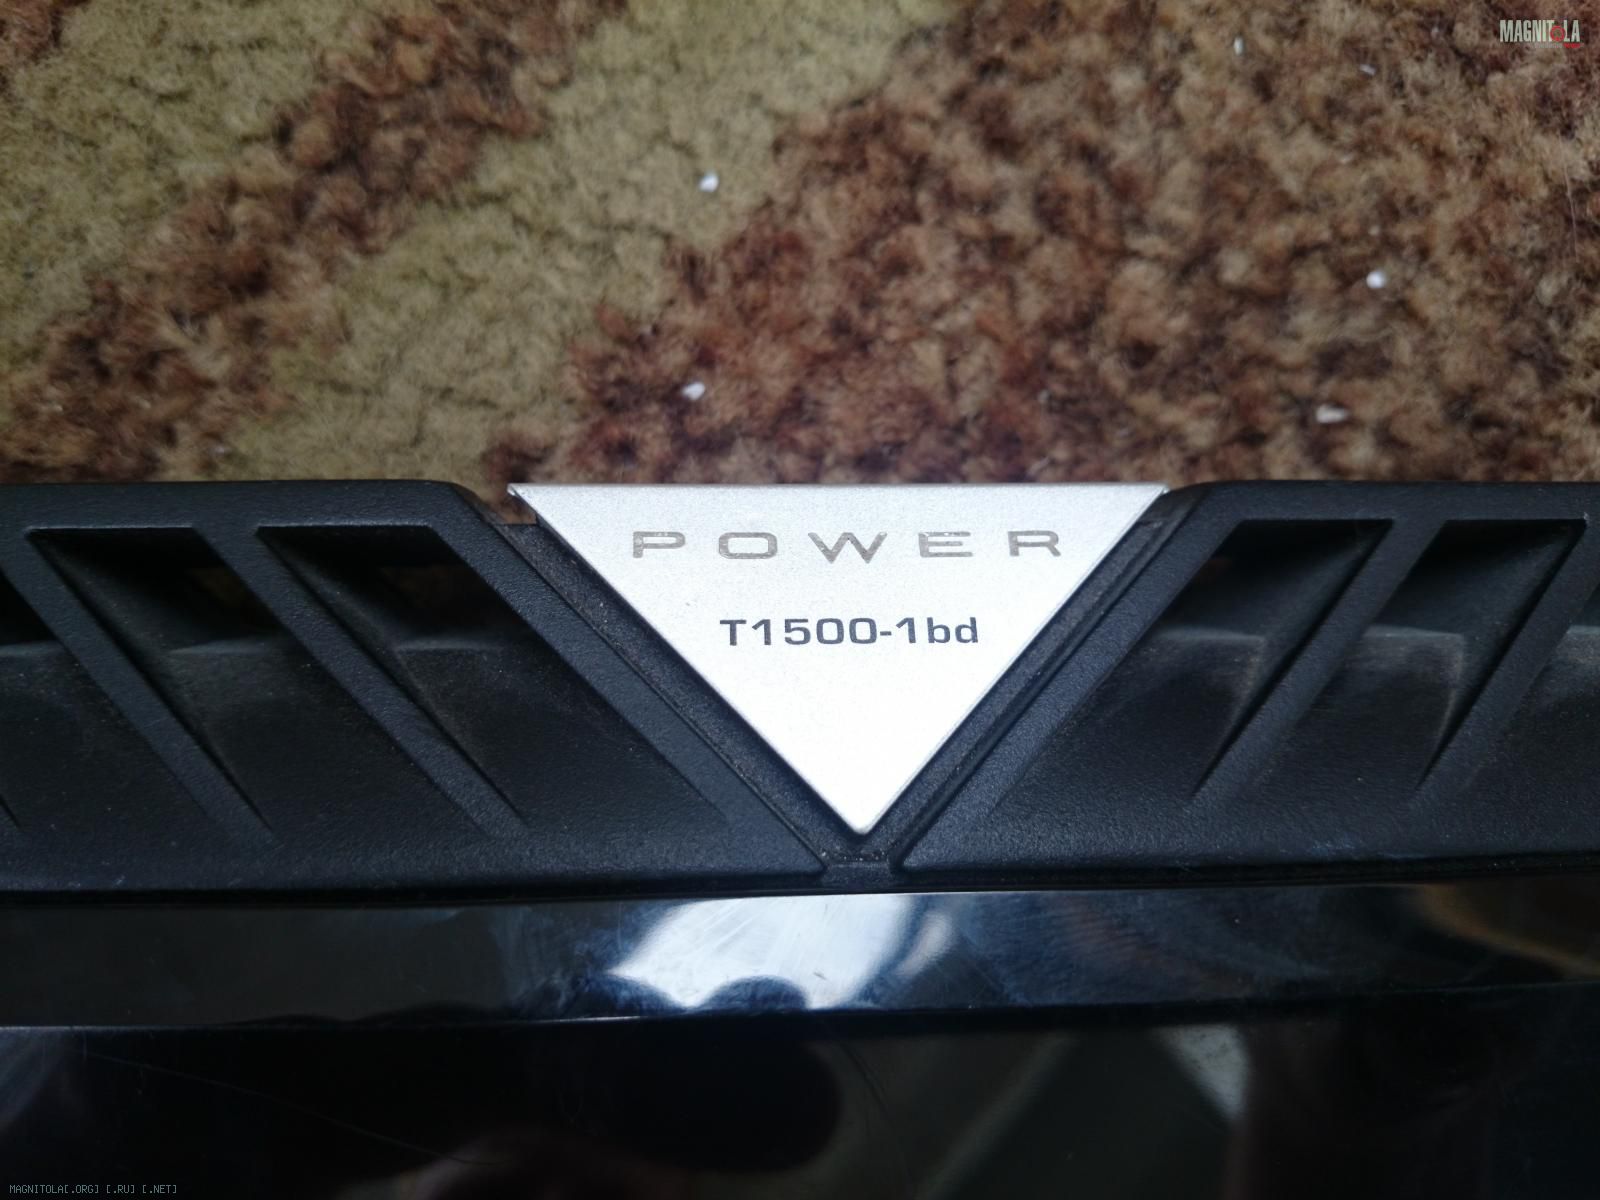 MAGNITOLA
POWER
T1500-1bd
MAGNITOLA[.ORG] [.RU] [.NET]